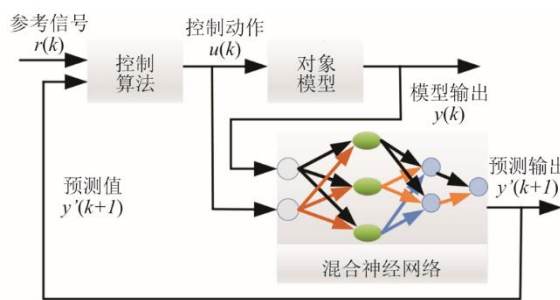 参考信号
r(k)
控制
算法
控制动作
u(k)
对象
模型
模型输出
y(k)
预测值
y'(k+1)
预测输出
y'(k+1)
混合神经网络